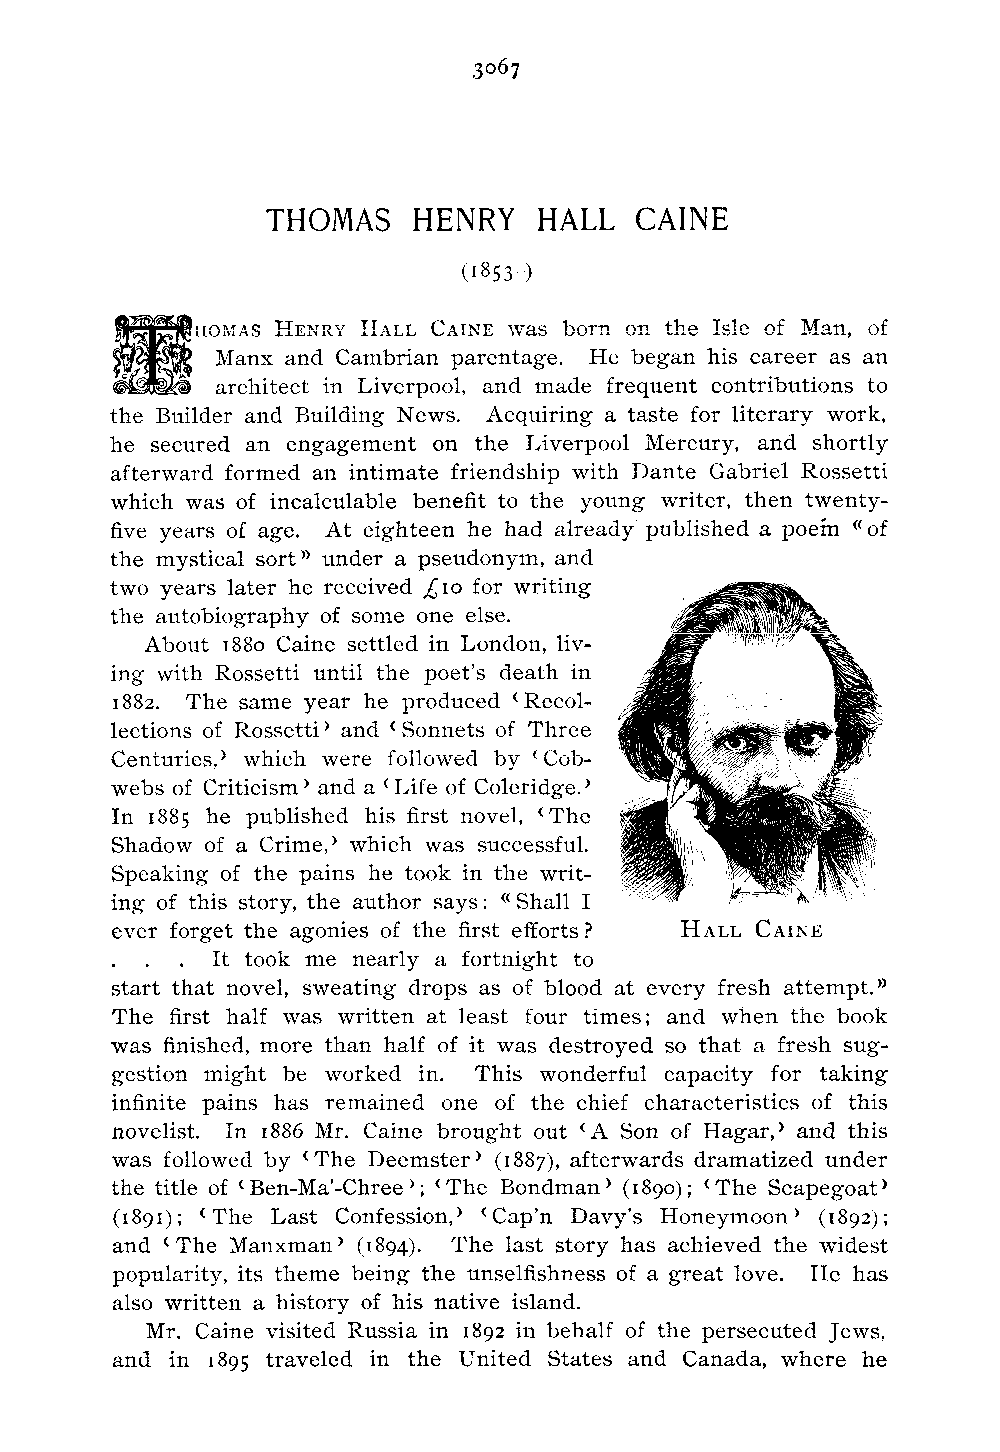 3067
THOMAS HENRY HALL CAINE
(1853-)
THOMAS HENRY HALL CAINE was born on the Isle of Man, of
Manx and Cambrian parentage. He began his career as an
architect in Liverpool, and made frequent contributions to
the Builder and Building News. Acquiring a taste for literary work,
he secured an engagement on the Liverpool Mercury, and shortly
afterward formed an intimate friendship with Dante Gabriel Rossetti
which was of incalculable benefit to the young writer, then twenty-
five years of age. At eighteen he had already published a poem «of
the mystical sort» under a pseudonym, and
two years later he received £10 for writing
the autobiography of some one else.
About 1880 Caine settled in London, liv-
ing with Rossetti until the poet's death in
1882. The same year he produced ‹Recol-
lections of Rossetti› and ‹Sonnets of Three
Centuries,› which were followed by ‹Cob-
webs of Criticism› and a ‹Life of Coleridge.›
In 1885 he published his first novel, ‹The
Shadow of a Crime,› which was successful.
Speaking of the pains he took in the writ-
ing of this story, the author says: «Shall I
ever forget the agonies of the first efforts?
. . . It took me nearly a fortnight to
start that novel, sweating drops as of blood at every fresh attempt.»
The first half was written at least four times; and when the book
was finished, more than half of it was destroyed so that a fresh sug-
gestion might be worked in. This wonderful capacity for taking
infinite pains has remained one of the chief characteristics of this
novelist. In 1886 Mr. Caine brought out ‹A Son of Hagar,› and this
was followed by ‹The Deemster› (1887), afterwards dramatized under
the title of ‹Ben-Ma'-Chree›; ‹The Bondman› (1890); ‹The Scapegoat›
(1891); ‹The Last Confession,› ‹Cap'n Davy's Honeymoon› (1892);
and ‹The Manxman› (1894). The last story has achieved the widest
popularity, its theme being the unselfishness of a great love. He has
also written a history of his native island.
Mr. Caine visited Russia in 1892 in behalf of the persecuted Jews,
and in 1895 traveled in the United States and Canada, where he
HALL CAINE